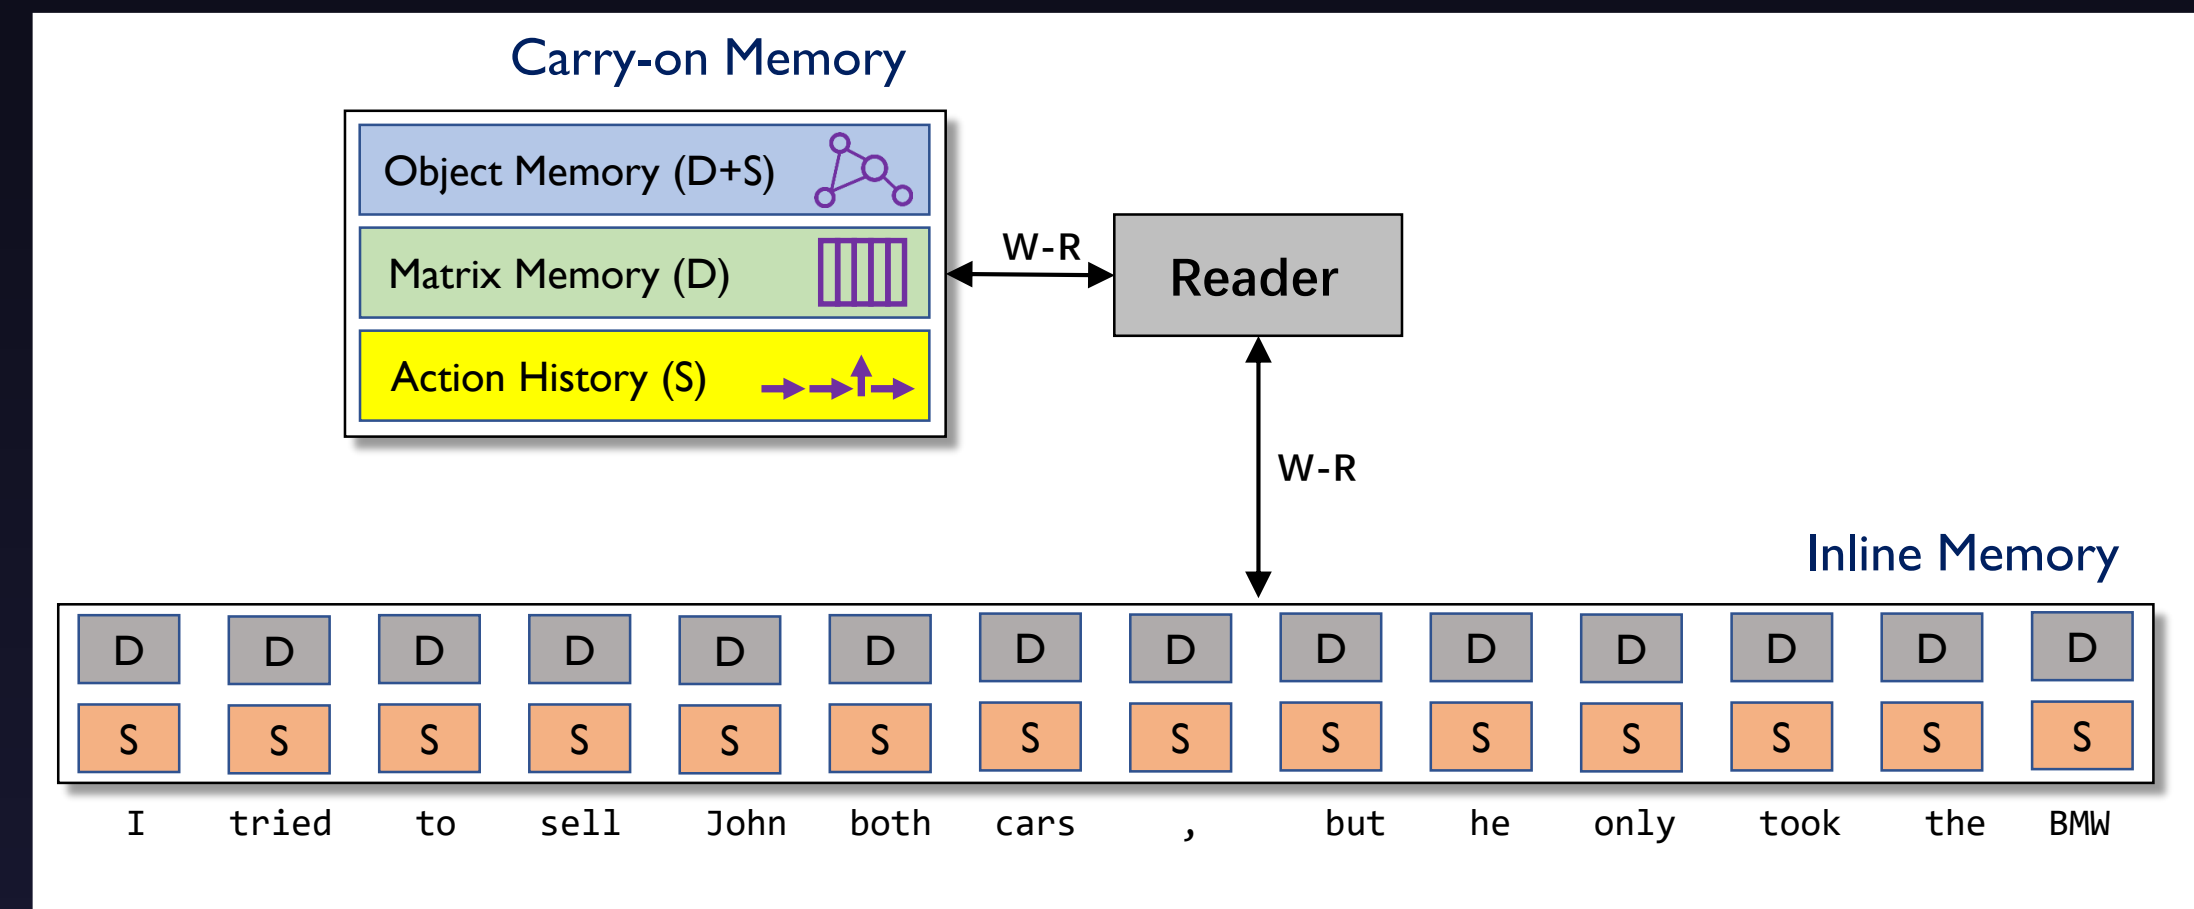 Carry-on Memory
Object Memory (D+S)
Matrix Memory (D)
Action History (S)
W-R
Reader
W-R
Inline Memory
D D D D D D D D D D D D D D
S S S S S S S S S S S S S S
I tried to sell John both cars , but he only took the BMW